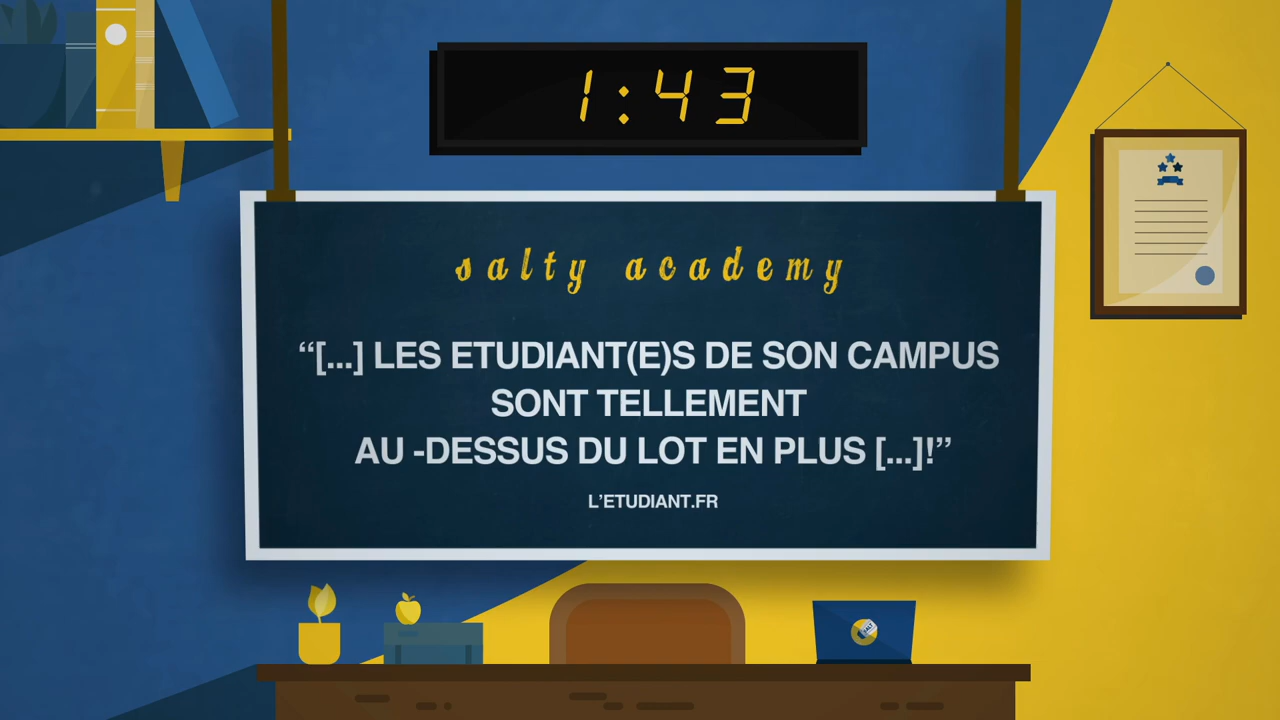 1:43
salty academy
“[...] LES ETUDIANT(E)S DE SON CAMPUS
SONT TELLEMENT
AU -DESSUS DU LOT EN PLUS [...]!”
L’ETUDIANT.FR